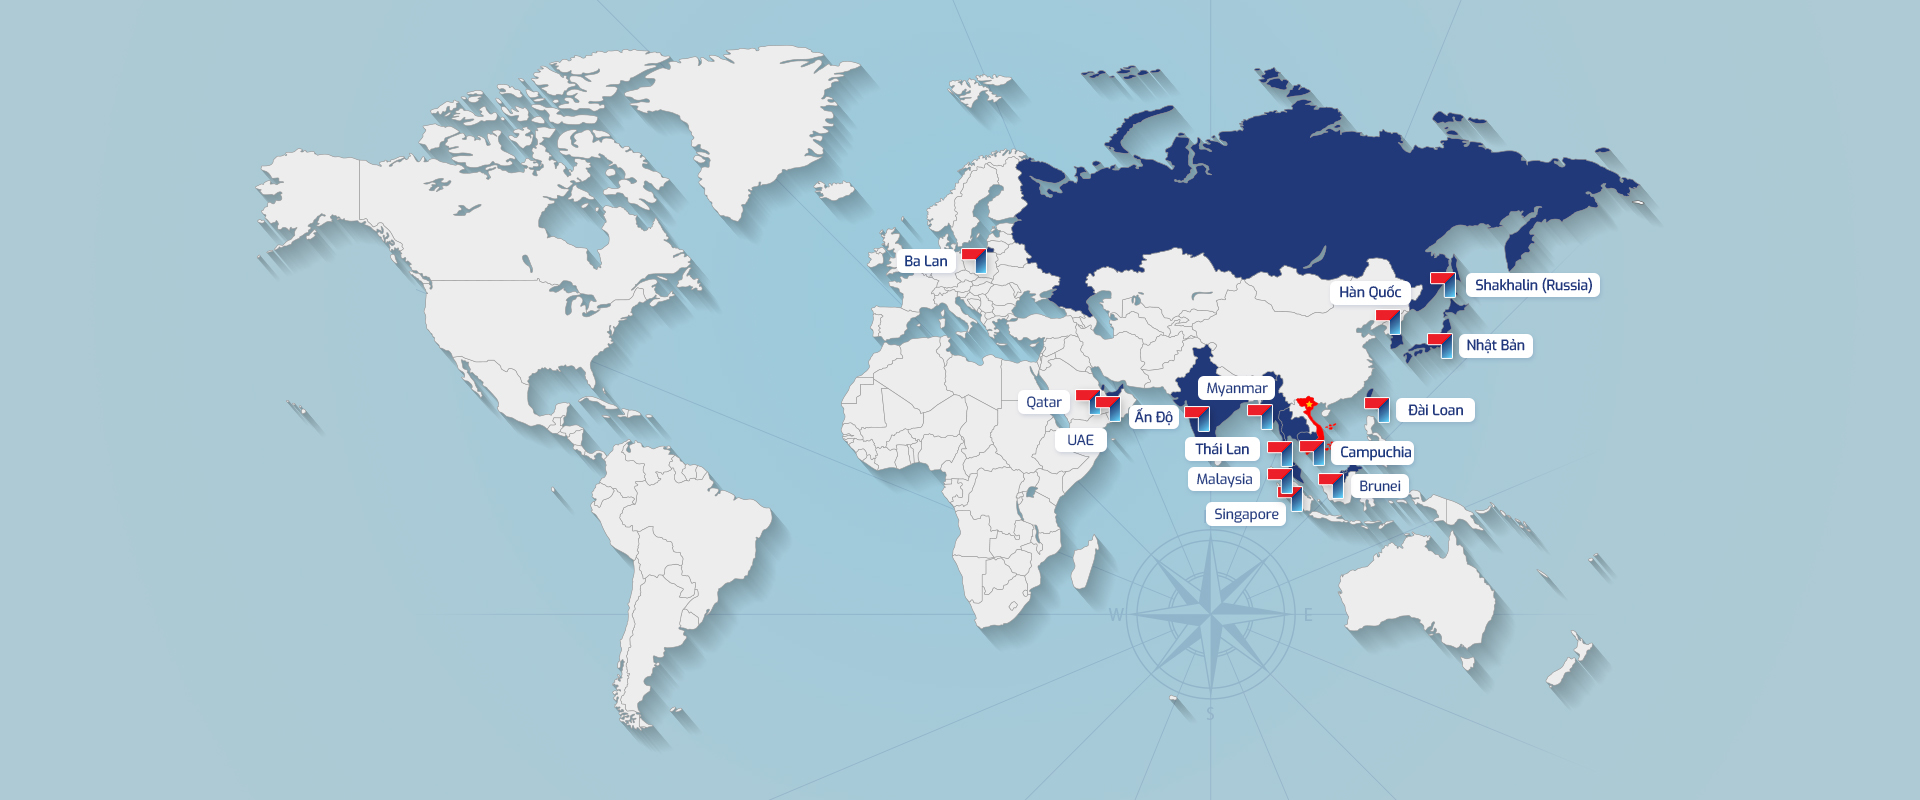 Ba Lan
Shakhalin (Russia)
Hàn Quốc
Nhật Bản
Myanmar
Qatar
Ấn Độ
Đài Loan
UAE
Thái Lan
Campuchia
Malaysia
Brunei
Singapore
W
E
S